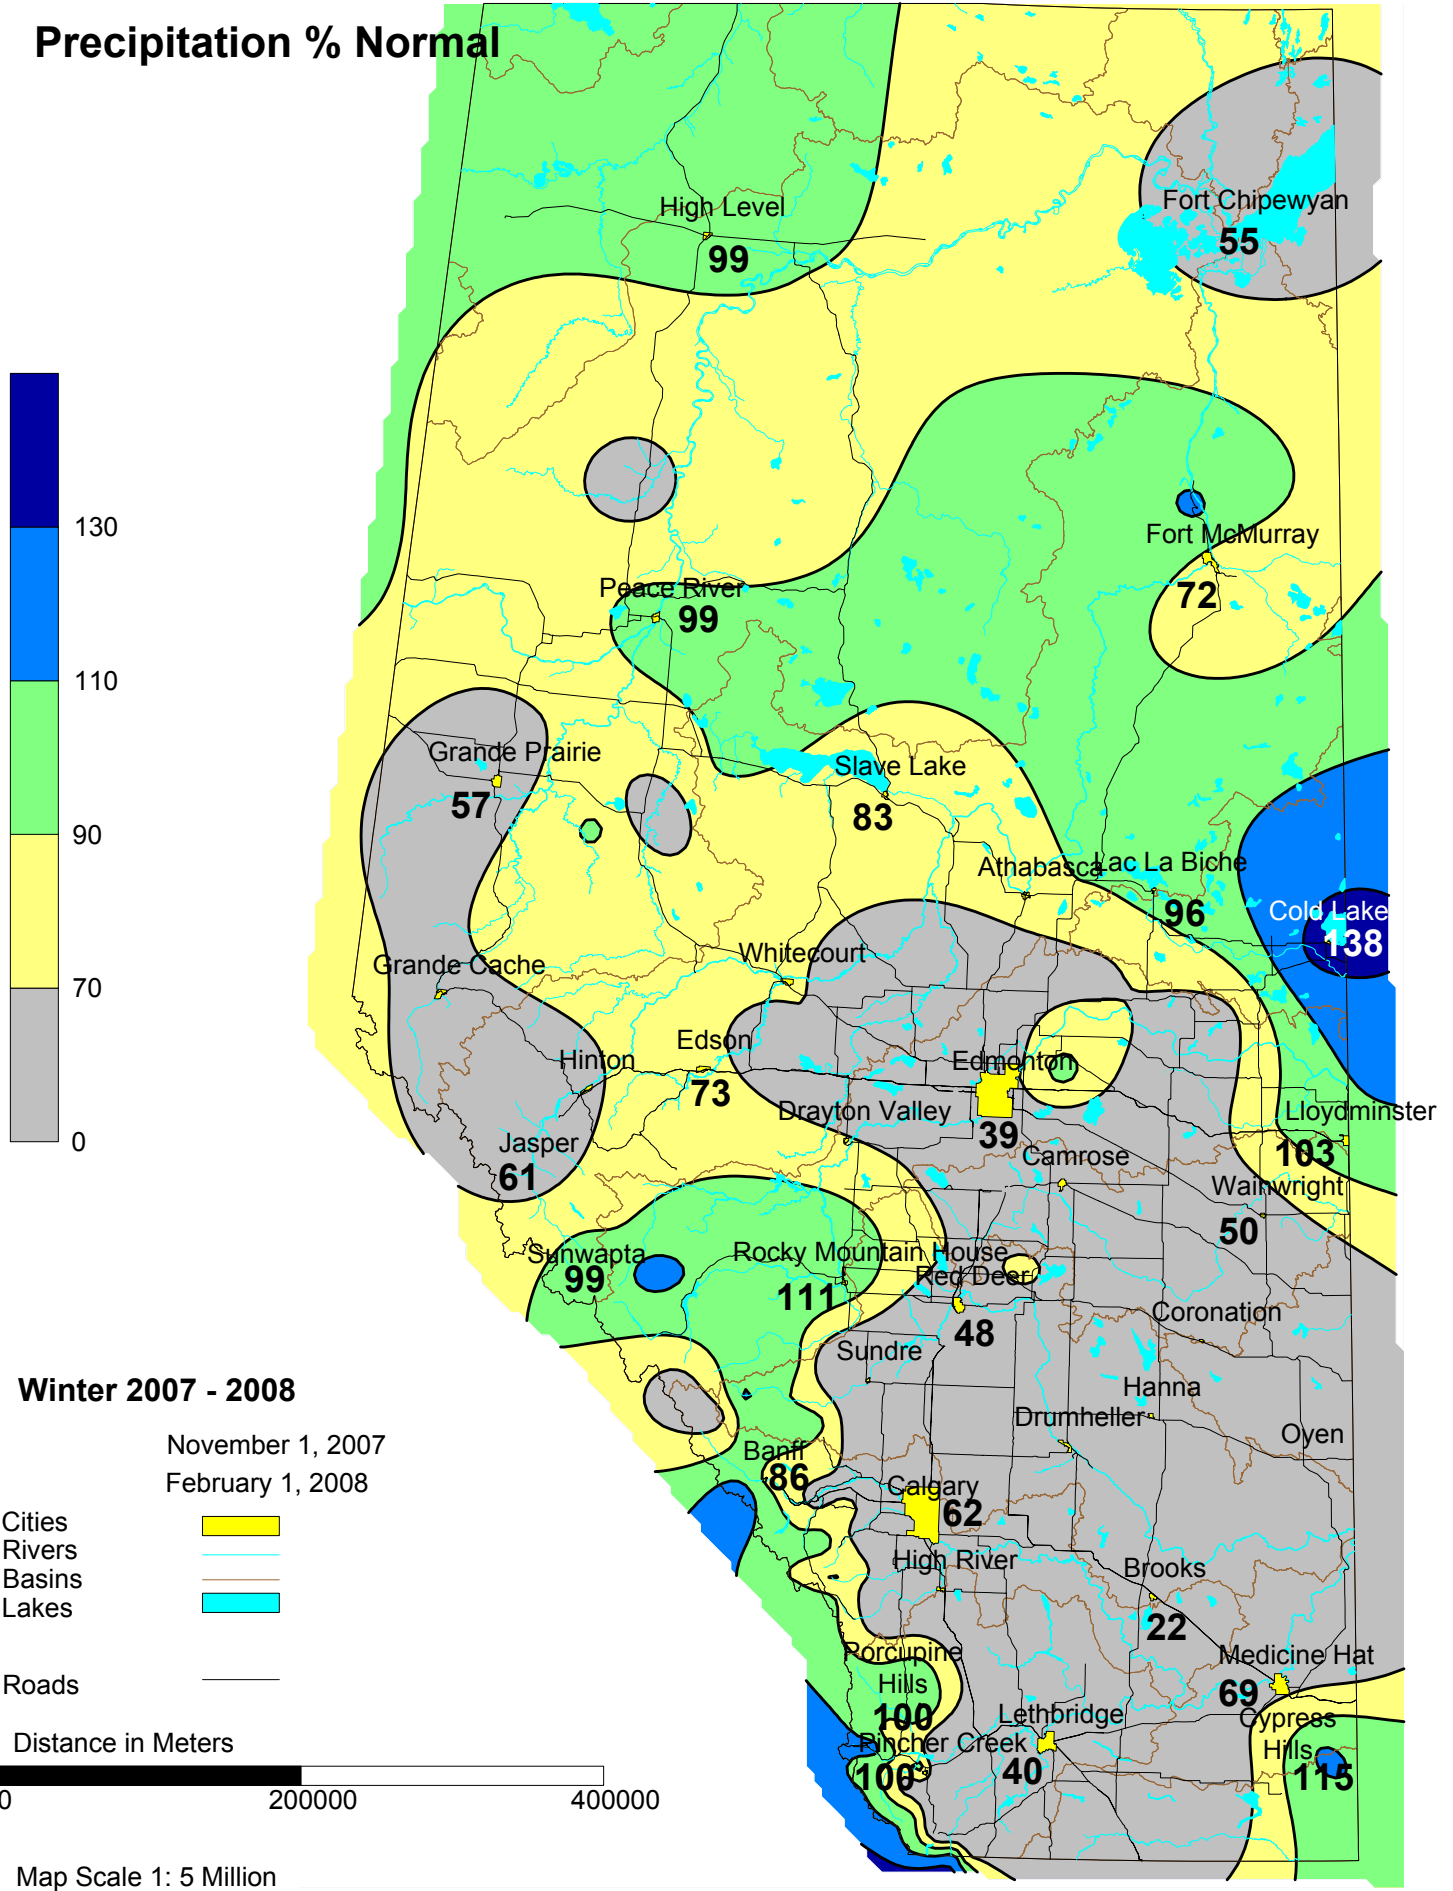 Precipitation % Normal
High Level
99
Fort Chipewyan
55
130
110
90
70
0
Fort McMurray
72
Peace River
99
Grande Prairie
57
Slave Lake
83
Athabasca
Lac La Biche
96
Cold Lake
138
Whitecourt
Grande Cache
Edson
73
Hinton
Edmonton
39
Drayton Valley
Lloydminster
103
Jasper
61
Camrose
Wainwright
50
Sunwapta
99
Rocky Mountain House
111
Red Deer
48
Coronation
Sundre
Hanna
Drumheller
Oyen
Banff
86
Calgary
62
High River
Brooks
22
Porcupine
Hills
100
Medicine Hat
69
Lethbridge
40
Cypress
Hills
115
Pincher Creek
100
Winter 2007 - 2008
November 1, 2007
February 1, 2008
Cities
Rivers
Basins
Lakes
Roads
Distance in Meters
0 200000 400000
Map Scale 1: 5 Million